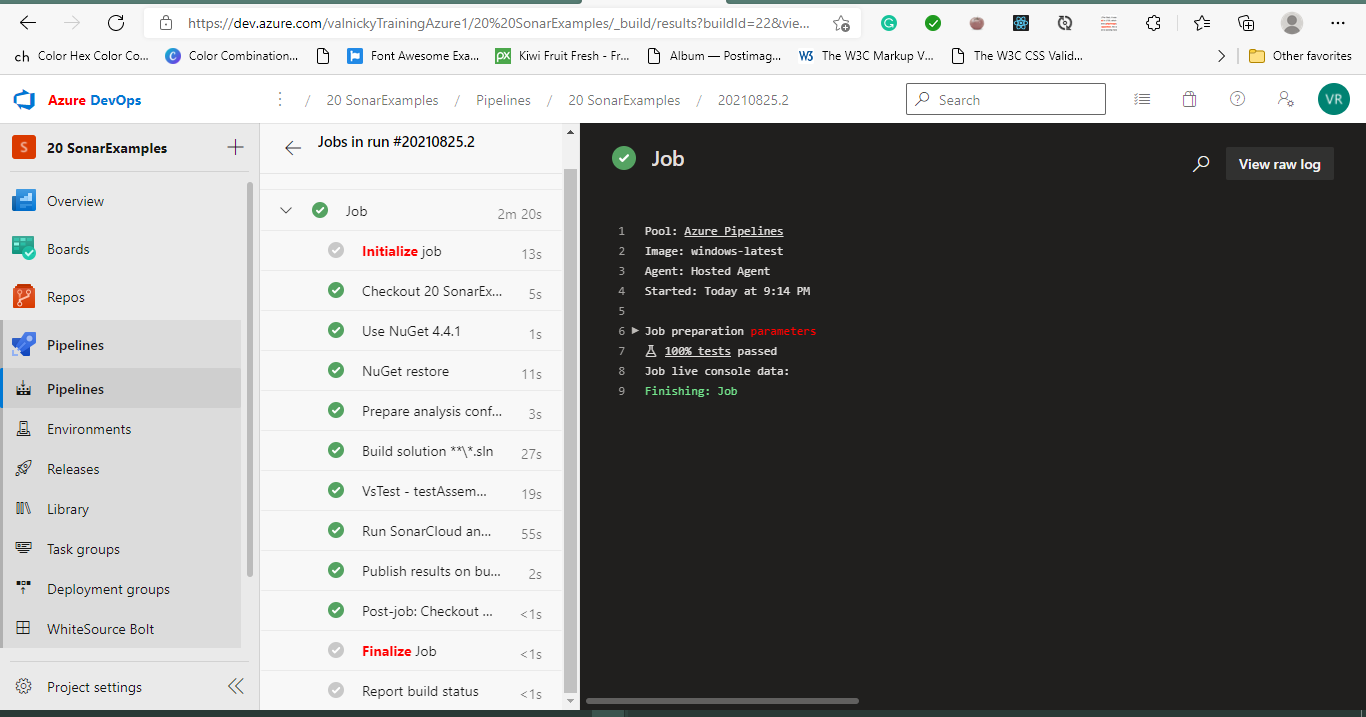 https://dev.azure.com/valnickyTrainingAzure1/20%20SonarExamples/_build/results?buildId=22&vie...
ch Color Hex Color Co...
C Color Combination...
Font Awesome Exa...
px Kiwi Fruit Fresh - Fr...
Album — Postimag...
W3 The W3C Markup V...
The W3C CSS Valid...
Other favorites
Azure DevOps
/ 20 SonarExamples / Pipelines / 20 SonarExamples / 20210825.2
Search
VR
S 20 SonarExamples
Overview
Boards
Repos
Pipelines
Pipelines
Environments
Releases
Library
Task groups
Deployment groups
WhiteSource Bolt
Project settings
Jobs in run #20210825.2
Job 2m 20s
Initialize job 13s
Checkout 20 SonarEx... 5s
Use NuGet 4.4.1 1s
NuGet restore 11s
Prepare analysis conf... 3s
Build solution **\*.sln 27s
VsTest - testAssem... 19s
Run SonarCloud an... 55s
Publish results on bu... 2s
Post-job: Checkout ... <1s
Finalize Job <1s
Report build status <1s
Job
View raw log
1 Pool: Azure Pipelines
2 Image: windows-latest
3 Agent: Hosted Agent
4 Started: Today at 9:14 PM
5
6 Job preparation parameters
7 100% tests passed
8 Job live console data:
9 Finishing: Job